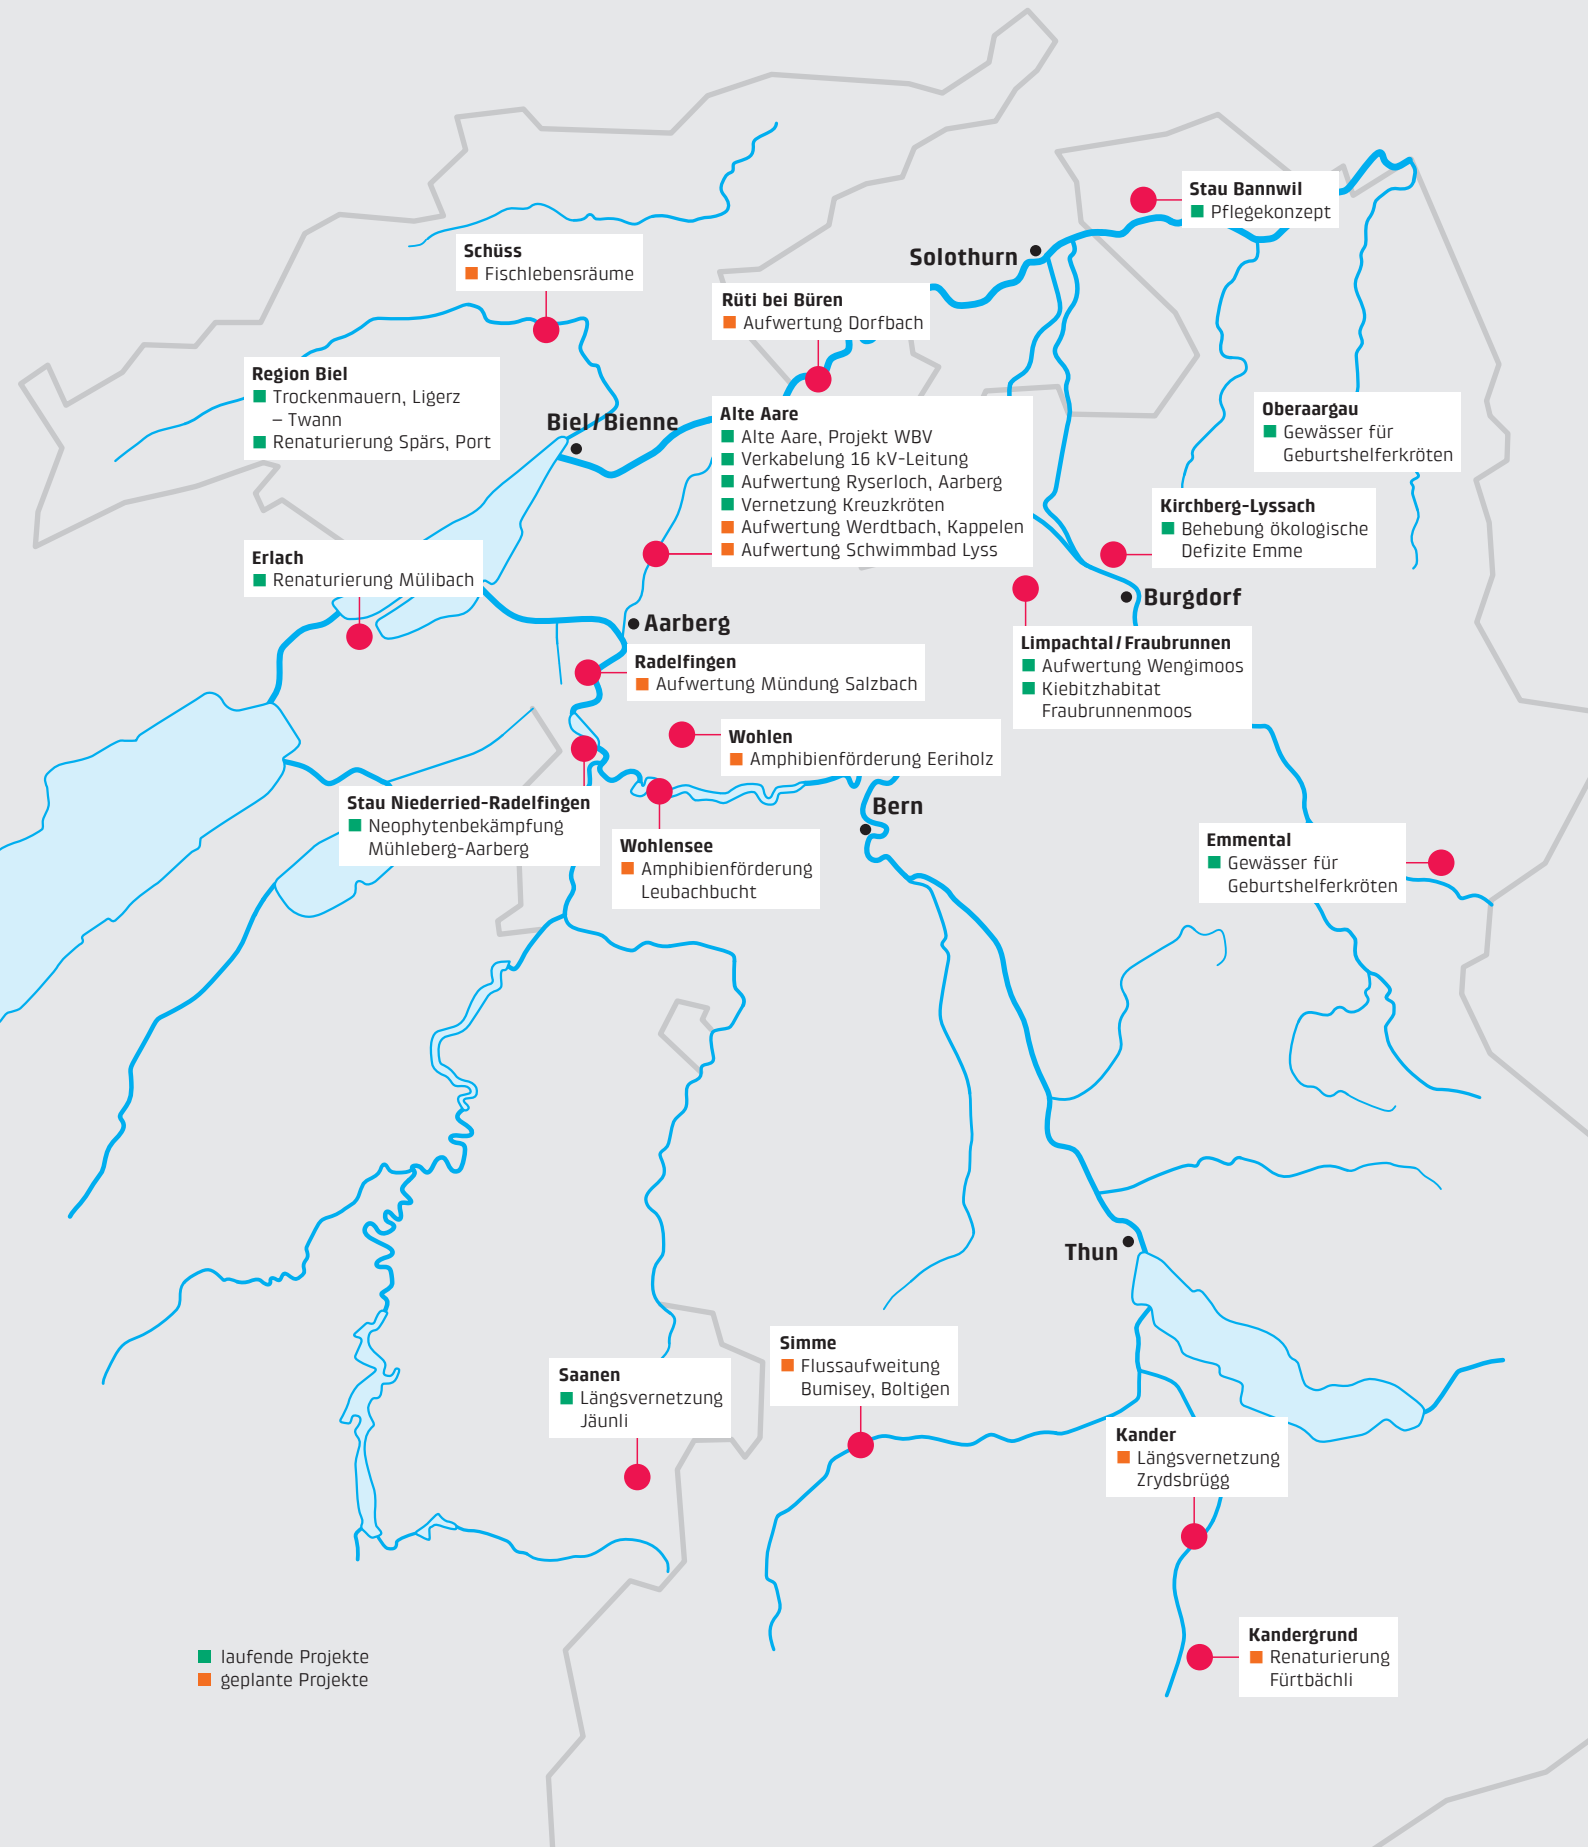 Stau Bannwil
Pflegekonzept
Solothurn
Schüss
Fischlebensräume
Rüti bei Büren
Aufwertung Dorfbach
Region Biel
Trockenmauern, Ligerz
– Twann
Renaturierung Spärs, Port
Biel/Bienne
Alte Aare
Alte Aare, Projekt WBV
Verkabelung 16 kV-Leitung
Aufwertung Ryserloch, Aarberg
Vernetzung Kreuzkröten
Aufwertung Werdtbach, Kappelen
Aufwertung Schwimmbad Lyss
Oberaargau
Gewässer für
Geburtshelferkröten
Kirchberg-Lyssach
Behebung ökologische
Defizite Emme
Erlach
Renaturierung Mülibach
Burgdorf
Aarberg
Limpachtal/Fraubrunnen
Aufwertung Wengimoos
Kiebitzhabitat
Fraubrunnenmoos
Radelfingen
Aufwertung Mündung Salzbach
Wohlen
Amphibienförderung Eeriholz
Stau Niederried-Radelfingen
Neophytenbekämpfung
Mühleberg-Aarberg
Bern
Wohlensee
Amphibienförderung
Leubachbucht
Emmental
Gewässer für
Geburtshelferkröten
Thun
Simme
Flussaufweitung
Bumisey, Boltigen
Saanen
Längsvernetzung
Jäunli
Kander
Längsvernetzung
Zrydsbrügg
Kandergrund
Renaturierung
Fürtbächli
laufende Projekte
geplante Projekte